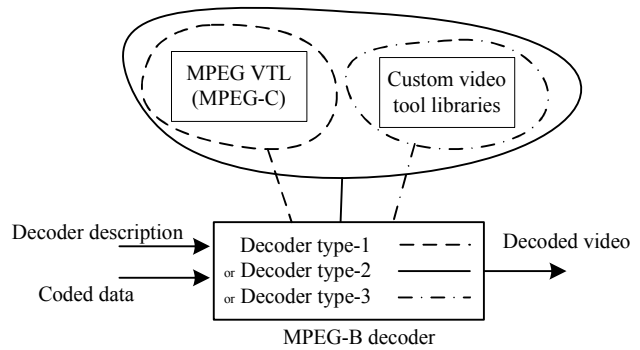 MPEG VTL
(MPEG-C)
Custom video
tool libraries
Decoder description
Coded data
Decoder type-1
or Decoder type-2
or Decoder type-3
Decoded video
MPEG-B decoder